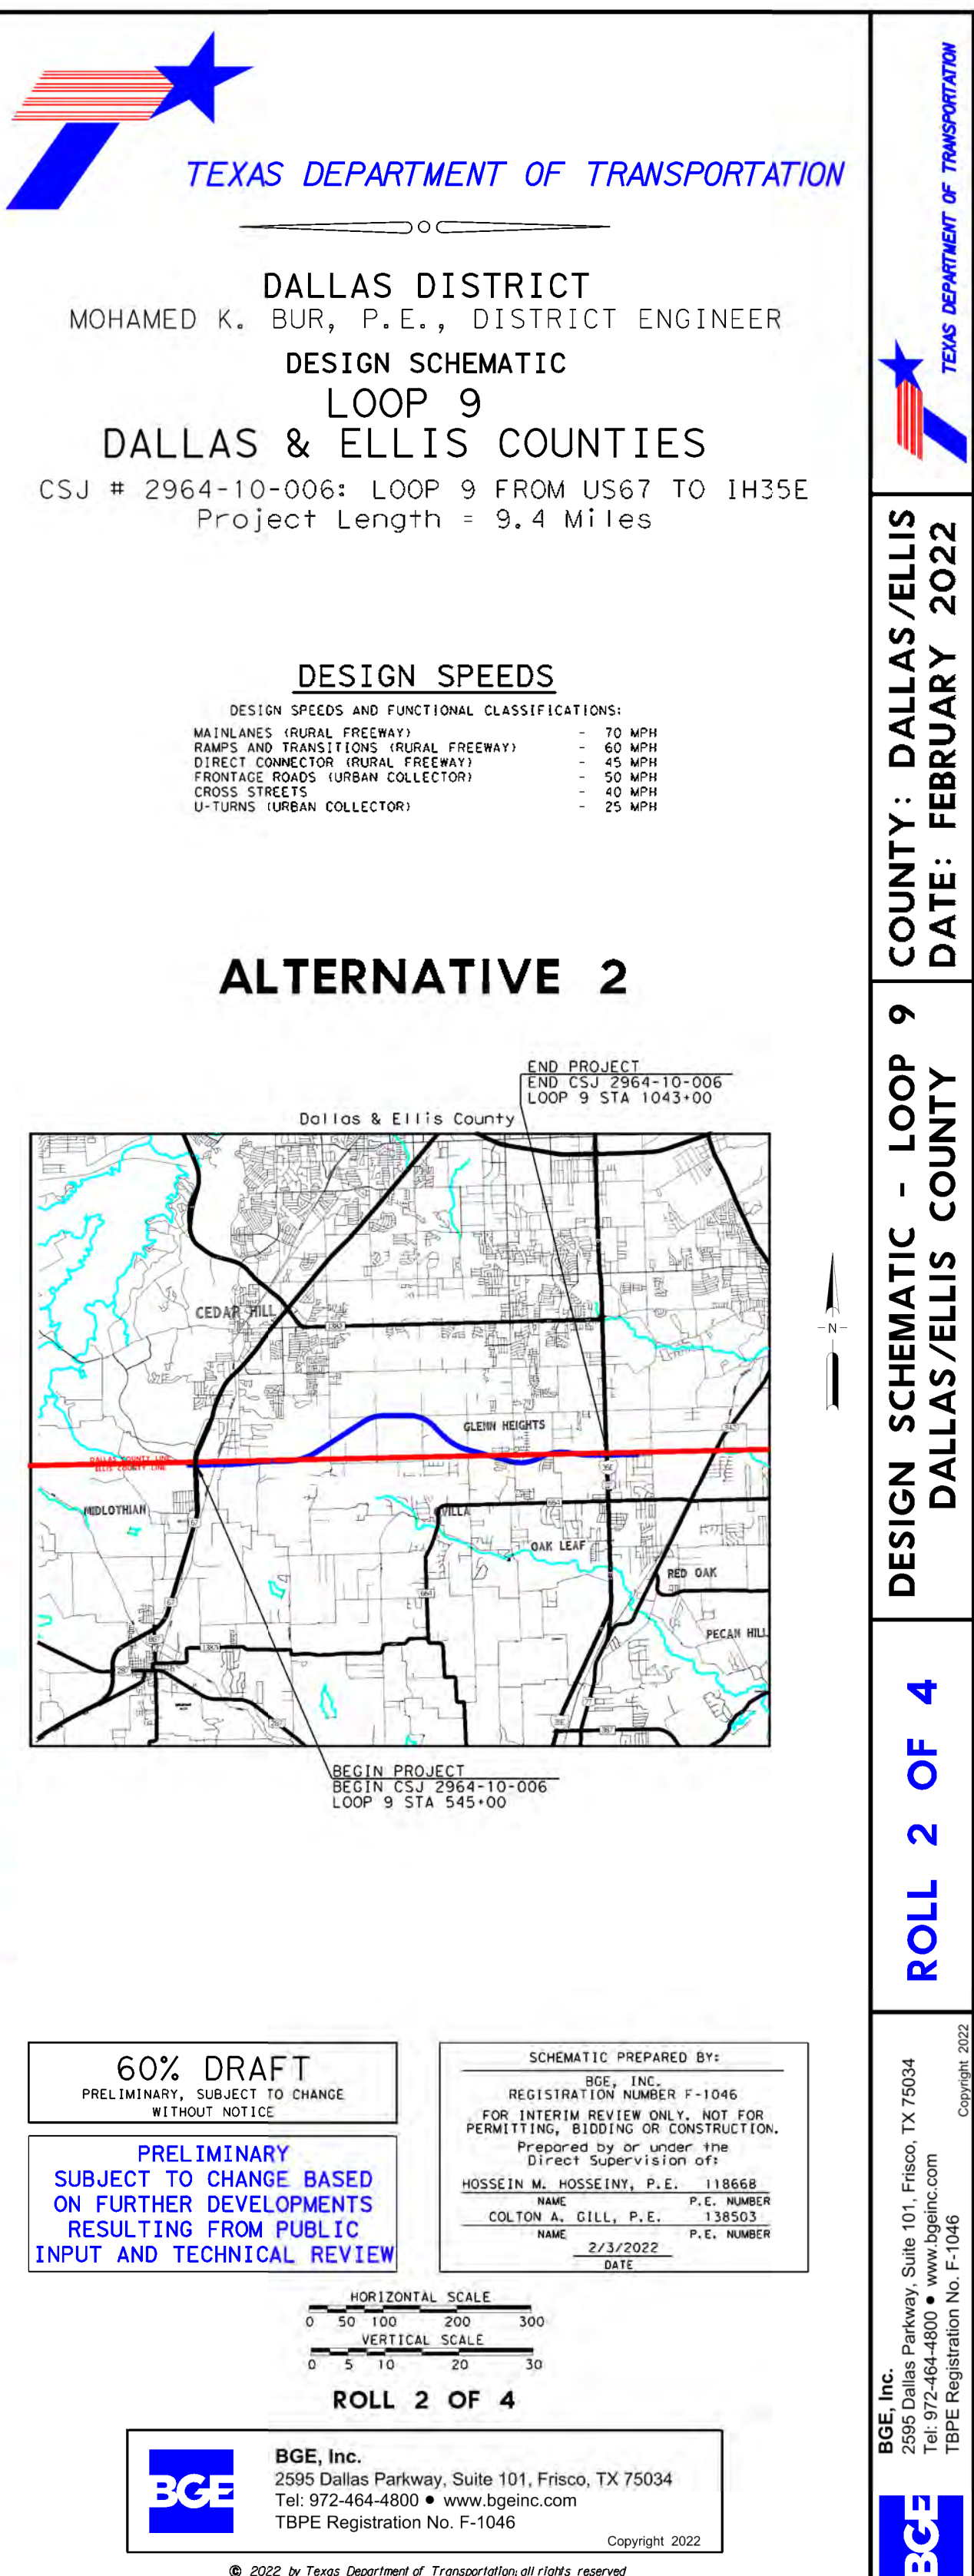 TEXAS DEPARTMENT OF TRANSPORTATION
DALLAS DISTRICT
MOHAMED K. BUR, P.E., DISTRICT ENGINEER
DESIGN SCHEMATIC
LOOP 9
DALLAS & ELLIS COUNTIES
CSJ # 2964-10-006: LOOP 9 FROM US67 TO IH35E
Project Length = 9.4 Miles
DESIGN SPEEDS
DESIGN SPEEDS AND FUNCTIONAL CLASSIFICATIONS:
MAINLANES (RURAL FREEWAY) - 70 MPH
RAMPS AND TRANSITIONS (RURAL FREEWAY) - 60 MPH
DIRECT CONNECTOR (RURAL FREEWAY) - 45 MPH
FRONTAGE ROADS (URBAN COLLECTOR) - 50 MPH
CROSS STREETS - 40 MPH
U-TURNS (URBAN COLLECTOR) - 25 MPH
ALTERNATIVE 2
END PROJECT
END CSJ 2964-10-006
LOOP 9 STA 1043+00
Dallas & Ellis County
CEDAR HILL
GLENN HEIGHTS
DALLAS COUNTY LINE
ELLIS COUNTY LINE
MIDLOTHIAN
OAK LEAF
RED OAK
PECAN HILL
-N-
BEGIN PROJECT
BEGIN CSJ 2964-10-006
LOOP 9 STA 545+00
60% DRAFT
PRELIMINARY, SUBJECT TO CHANGE
WITHOUT NOTICE
PRELIMINARY
SUBJECT TO CHANGE BASED
ON FURTHER DEVELOPMENTS
RESULTING FROM PUBLIC
INPUT AND TECHNICAL REVIEW
SCHEMATIC PREPARED BY:
BGE, INC.
REGISTRATION NUMBER F-1046
FOR INTERIM REVIEW ONLY. NOT FOR
PERMITTING, BIDDING OR CONSTRUCTION.
Prepared by or under the
Direct Supervision of:
HOSSEIN M. HOSSEINY, P.E. 118668
NAME P.E. NUMBER
COLTON A. GILL, P.E. 138503
NAME P.E. NUMBER
2/3/2022
DATE
HORIZONTAL SCALE
0 50 100 200 300
VERTICAL SCALE
0 5 10 20 30
ROLL 2 OF 4
BGE
BGE, Inc.
2595 Dallas Parkway, Suite 101, Frisco, TX 75034
Tel: 972-464-4800 ● www.bgeinc.com
TBPE Registration No. F-1046
Copyright 2022
© 2022 by Texas Department of Transportation; all rights reserved
TEXAS DEPARTMENT OF TRANSPORTATION
COUNTY: DALLAS/ELLIS
DATE: FEBRUARY 2022
DESIGN SCHEMATIC - LOOP 9
DALLAS/ELLIS COUNTY
ROLL 2 OF 4
BGE, Inc.
2595 Dallas Parkway, Suite 101, Frisco, TX 75034
Tel: 972-464-4800 ● www.bgeinc.com
TBPE Registration No. F-1046
Copyright 2022
BGE